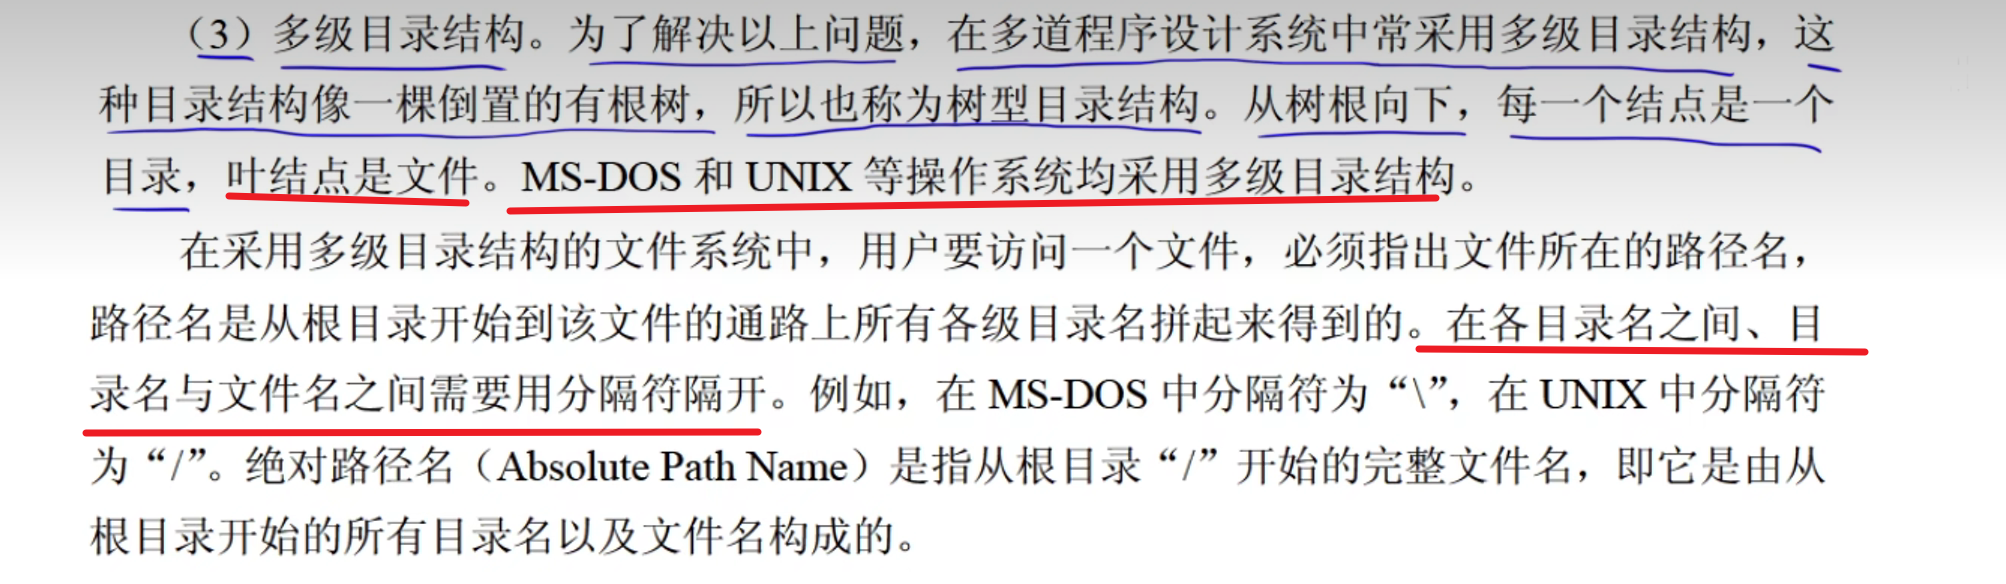 （3）多级目录结构。为了解决以上问题，在多道程序设计系统中常采用多级目录结构，这
种目录结构像一棵倒置的有根树，所以也称为树型目录结构。从树根向下，每一个结点是一个
目录，叶结点是文件。MS-DOS 和 UNIX 等操作系统均采用多级目录结构。
在采用多级目录结构的文件系统中，用户要访问一个文件，必须指出文件所在的路径名，
路径名是从根目录开始到该文件的通路上所有各级目录名拼起来得到的。在各目录名之间、目
录名与文件名之间需要用分隔符隔开。例如，在 MS-DOS 中分隔符为“\”，在 UNIX 中分隔符
为“/”。绝对路径名（Absolute Path Name）是指从根目录“/”开始的完整文件名，即它是由从
根目录开始的所有目录名以及文件名构成的。